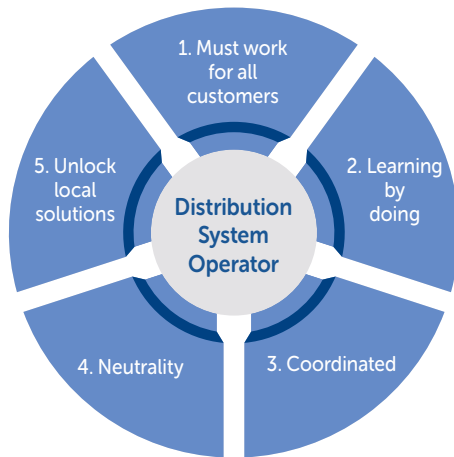 1. Must work
for all
customers
2. Learning
by
doing
3. Coordinated
4. Neutrality
5. Unlock
local
solutions
Distribution
System
Operator